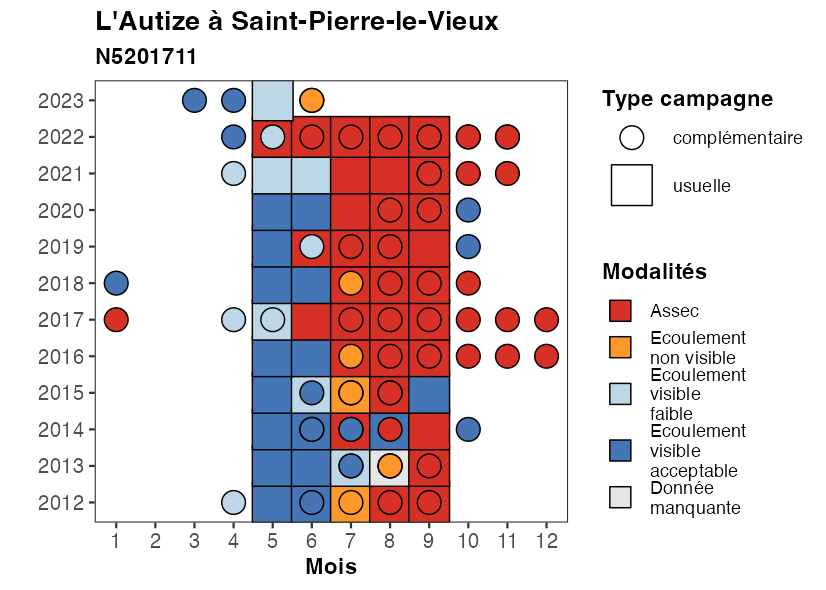 L'Autize à Saint-Pierre-le-Vieux
N5201711
2023
2022
2021
2020
2019
2018
2017
2016
2015
2014
2013
2012
1 2 3 4 5 6 7 8 9 10 11 12
Mois
Type campagne
complémentaire
usuelle
Modalités
Assec
Ecoulement
non visible
Ecoulement
visible
faible
Ecoulement
visible
acceptable
Donnée
manquante